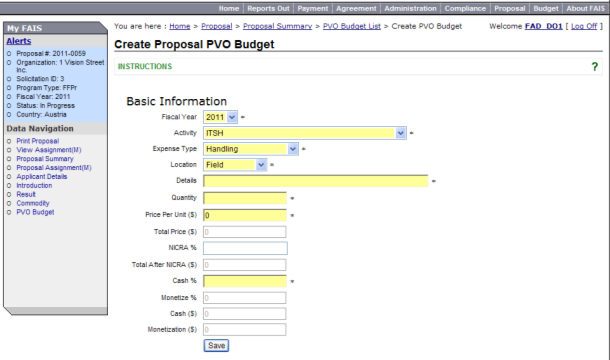 Home Reports Out Payment Agreement Administration Compliance Proposal Budget About FAIS
You are here : Home > Proposal > Proposal Summary > PVO Budget List > Create PVO Budget Welcome FAD_DO1 [ Log Off ]
My FAIS
Alerts
Proposal #: 2011-0059
Organization: 1 Vision Street
Inc.
Solicitation ID: 3
Program Type: FFPr
Fiscal Year: 2011
Status: In Progress
Country: Austria
Data Navigation
Print Proposal
View Assignment(M)
Proposal Summary
Proposal Assignment(M)
Applicant Details
Introduction
Result
Commodity
PVO Budget
Create Proposal PVO Budget
INSTRUCTIONS ?
Basic Information
Fiscal Year 2011 *
Activity ITSH *
Expense Type Handling *
Location Field *
Details *
Quantity *
Price Per Unit ($) 0 *
Total Price ($) 0
NICRA %
Total After NICRA ($) 0
Cash % *
Monetize % 0
Cash ($) 0
Monetization ($) 0
Save